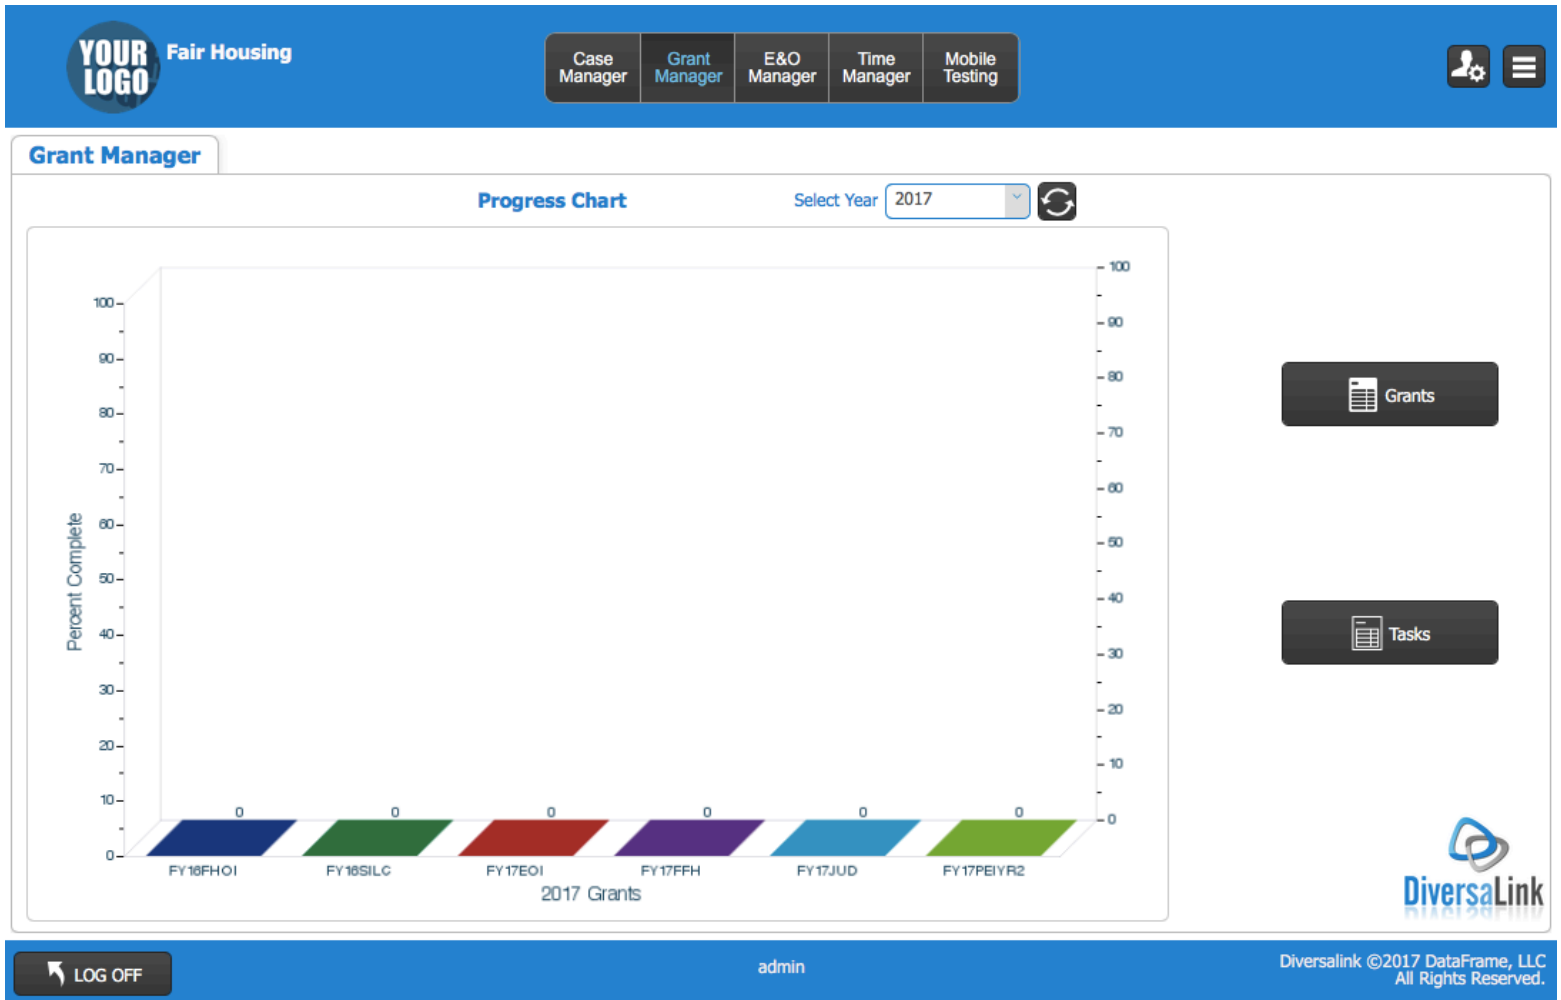 YOUR
LOGO
Fair Housing
Case
Manager
Grant
Manager
E&O
Manager
Time
Manager
Mobile
Testing
Grant Manager
Progress Chart
Select Year
2017
100
90
80
70
60
50
40
30
20
10
0
Percent Complete
100
90
80
70
60
50
40
30
20
10
0
0
0
0
0
0
0
FY16FHOI
FY16SILC
FY17EOI
FY17FFH
FY17JUD
FY17PEIYR2
2017 Grants
Grants
Tasks
DiversaLink
LOG OFF
admin
Diversalink ©2017 DataFrame, LLC
All Rights Reserved.